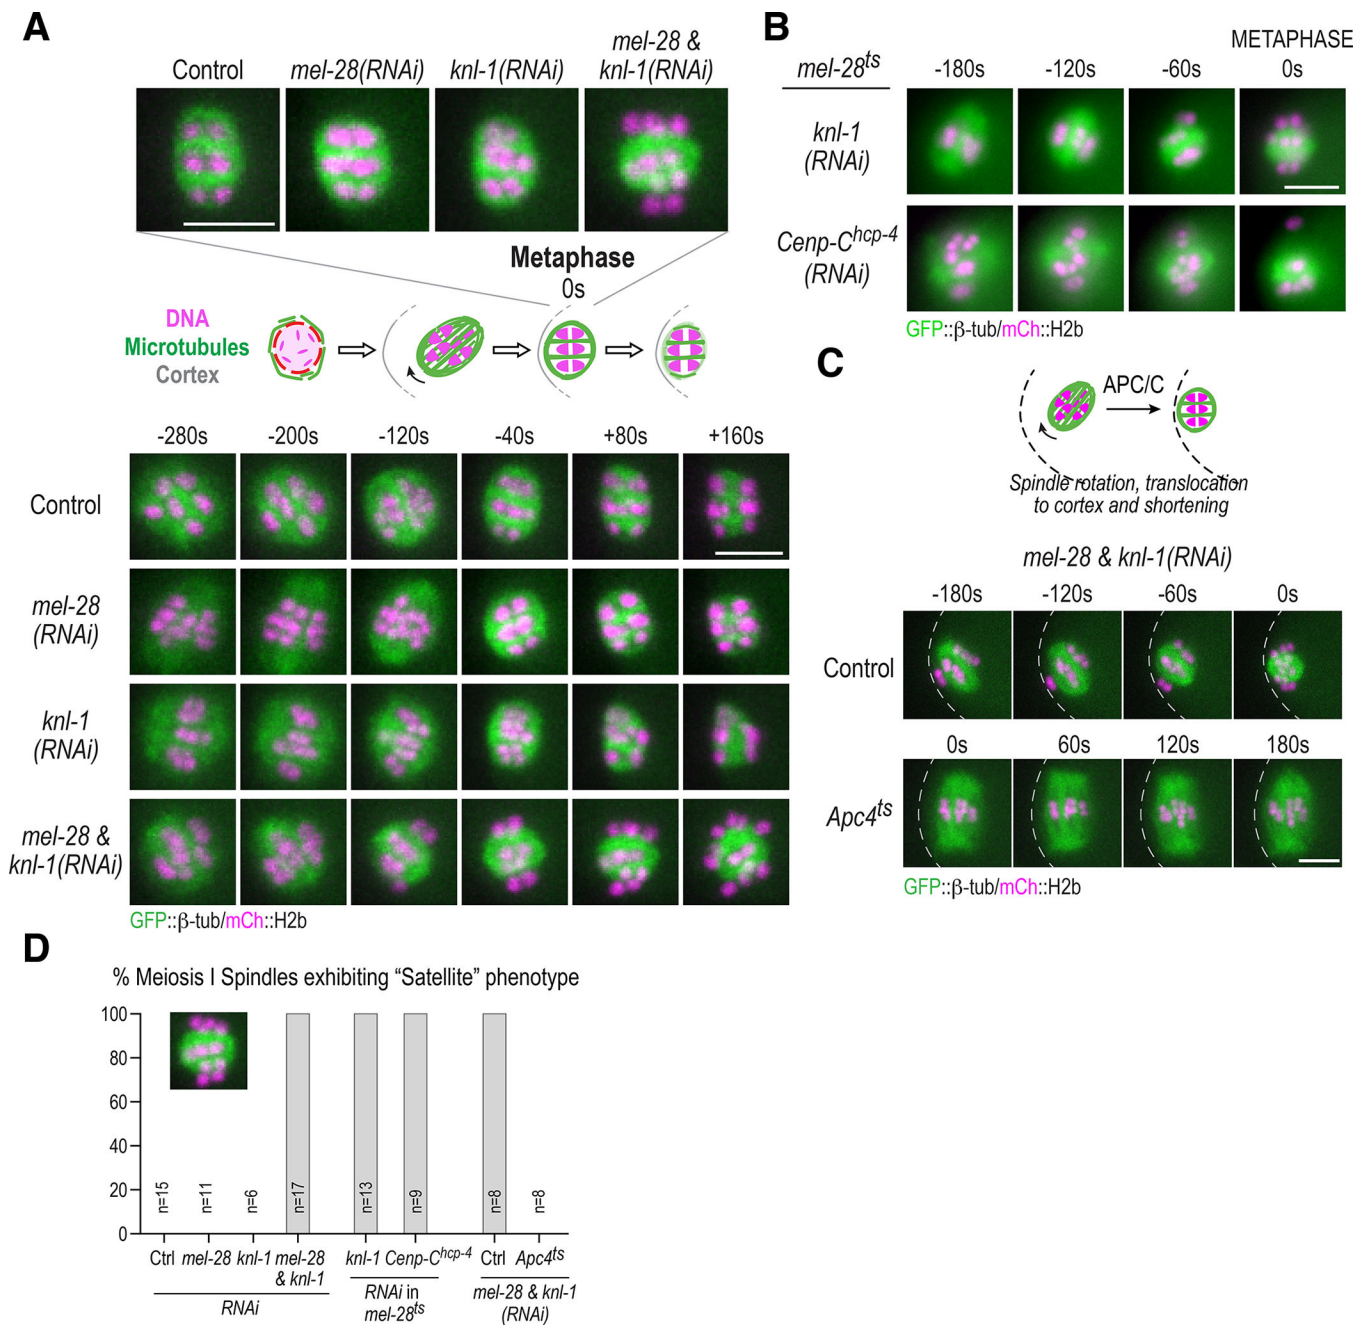 A
Control
mel-28(RNAi)
knl-1(RNAi)
mel-28 &
knl-1(RNAi)
Metaphase
0s
DNA
Microtubules
Cortex
-280s -200s -120s -40s +80s +160s
Control
mel-28
(RNAi)
knl-1
(RNAi)
mel-28 &
knl-1(RNAi)
GFP::β-tub/mCh::H2b
B
METAPHASE
mel-28ts -180s -120s -60s 0s
knl-1
(RNAi)
Cenp-Chcp-4
(RNAi)
GFP::β-tub/mCh::H2b
C
APC/C
Spindle rotation, translocation
to cortex and shortening
mel-28 & knl-1(RNAi)
-180s -120s -60s 0s
Control
0s 60s 120s 180s
Apc4ts
GFP::β-tub/mCh::H2b
D
% Meiosis I Spindles exhibiting “Satellite” phenotype
100
80
60
40
20
0
n=15 n=11 n=6 n=17 n=13 n=9 n=8 n=8
Ctrl mel-28 knl-1 mel-28 knl-1 Cenp-Chcp-4 Ctrl Apc4ts
& knl-1
RNAi
RNAi in
mel-28ts
mel-28 & knl-1
(RNAi)